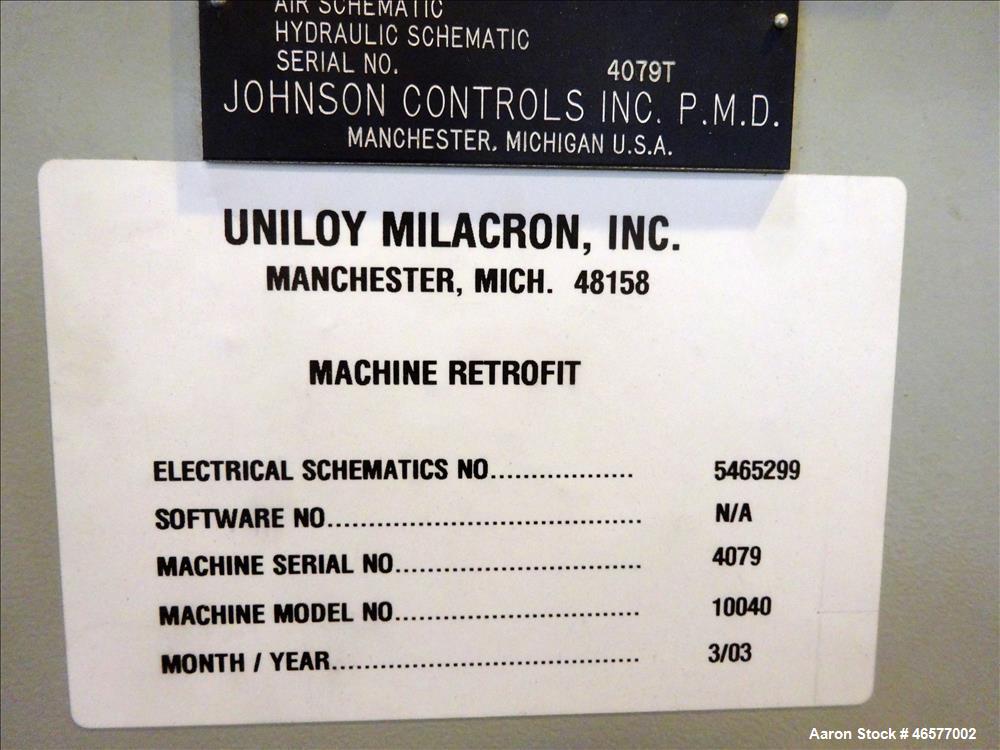 AIR SCHEMATIC
HYDRAULIC SCHEMATIC
SERIAL NO. 4079T
JOHNSON CONTROLS INC. P.M.D.
MANCHESTER, MICHIGAN U.S.A.
UNILOY MILACRON, INC.
MANCHESTER, MICH. 48158
MACHINE RETROFIT
ELECTRICAL SCHEMATICS NO.................. 5465299
SOFTWARE NO....................................... N/A
MACHINE SERIAL NO............................... 4079
MACHINE MODEL NO............................... 10040
MONTH / YEAR...................................... 3/03
Aaron Stock # 46577002